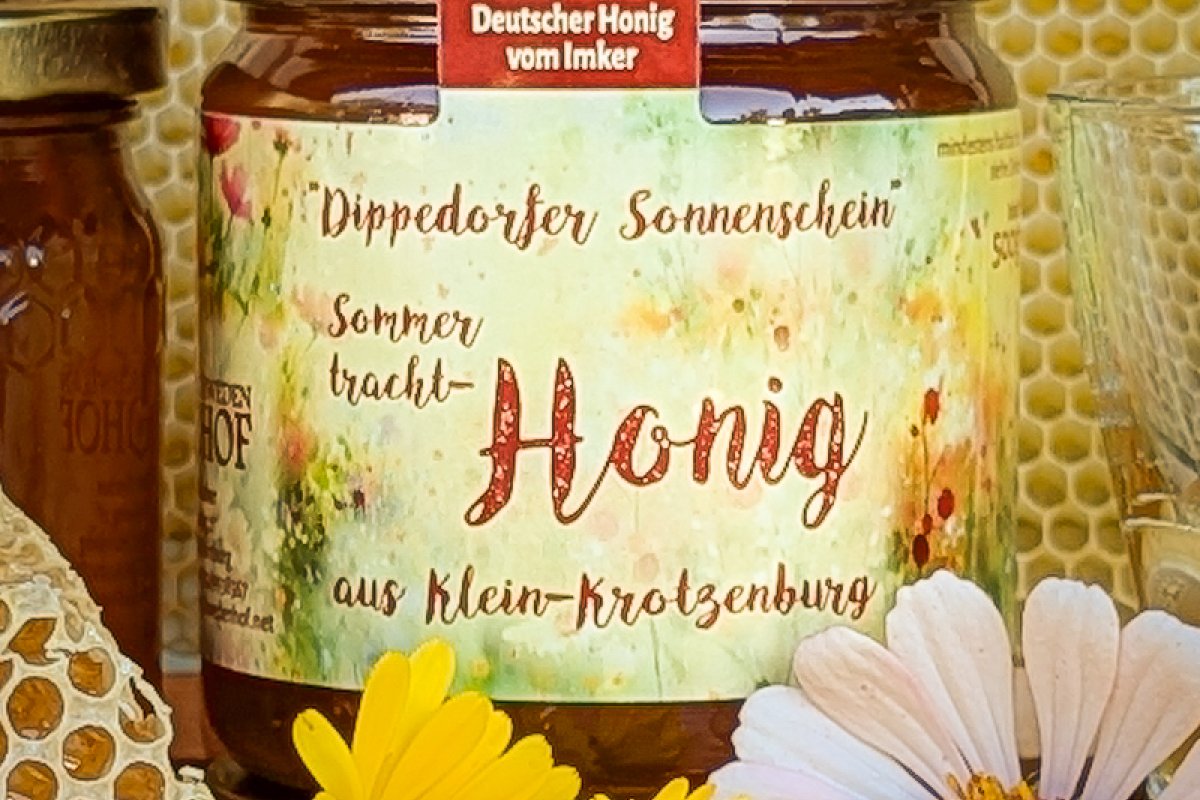 Deutscher Honig
vom Imker
"Dippedorfer Sonnenschein"
Sommer
tracht-
Honig
aus Klein-Krotzenburg
HOF